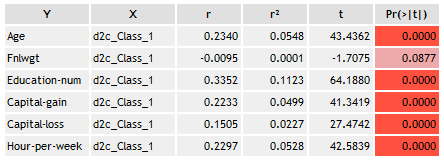 Y X r r² t Pr(>|t|)
Age d2c_Class_1 0.2340 0.0548 43.4362 0.0000
Fnlwgt d2c_Class_1 -0.0095 0.0001 -1.7075 0.0877
Education-num d2c_Class_1 0.3352 0.1123 64.1880 0.0000
Capital-gain d2c_Class_1 0.2233 0.0499 41.3419 0.0000
Capital-loss d2c_Class_1 0.1505 0.0227 27.4742 0.0000
Hour-per-week d2c_Class_1 0.2297 0.0528 42.5839 0.0000